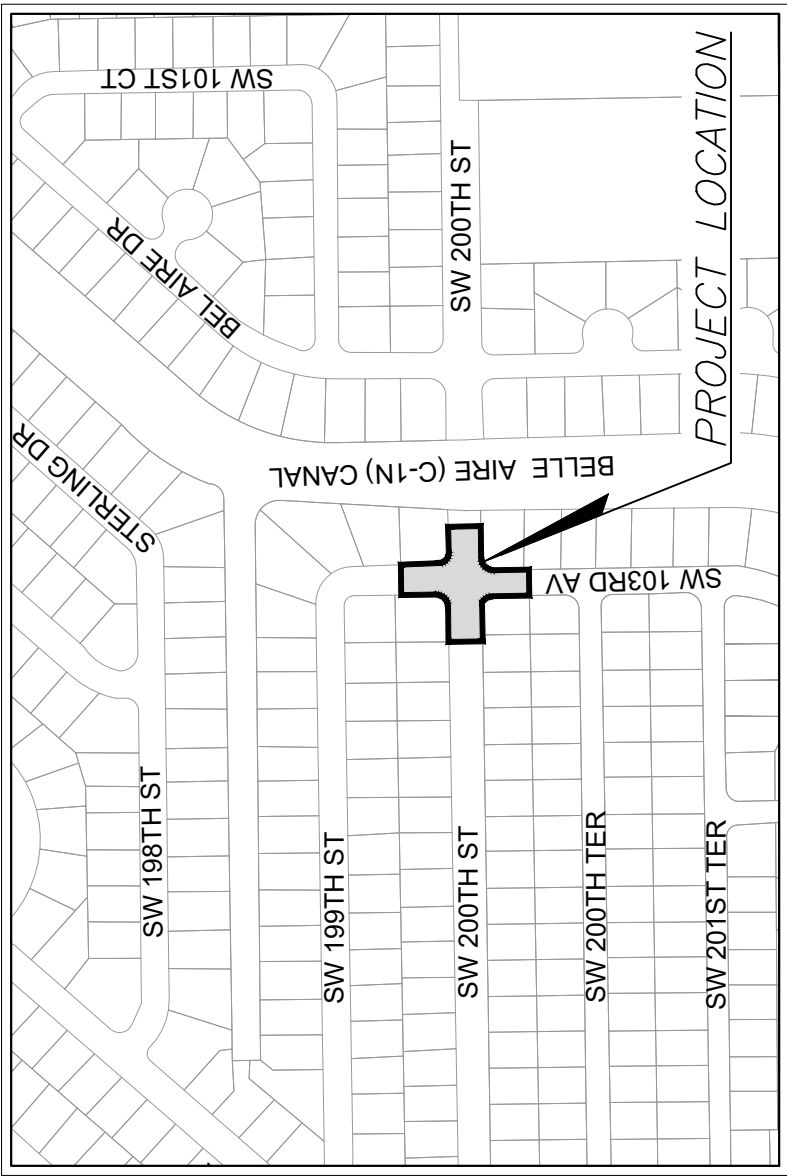 SW 101ST CT
BEL AIRE DR
SW 200TH ST
STERLING DR
BELLE AIRE (C-1N) CANAL
PROJECT LOCATION
SW 103RD AV
SW 198TH ST
SW 199TH ST
SW 200TH ST
SW 200TH TER
SW 201ST TER